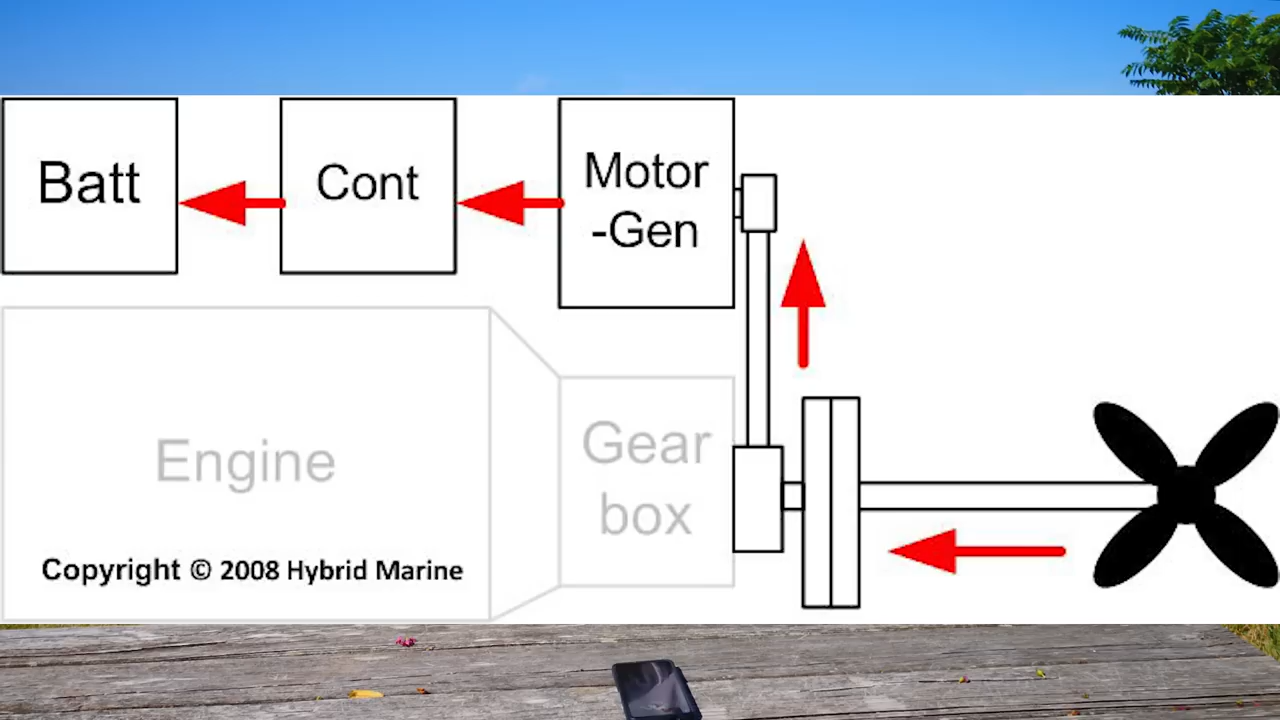 Batt
Cont
Motor
-Gen
Engine
Gear
box
Copyright © 2008 Hybrid Marine